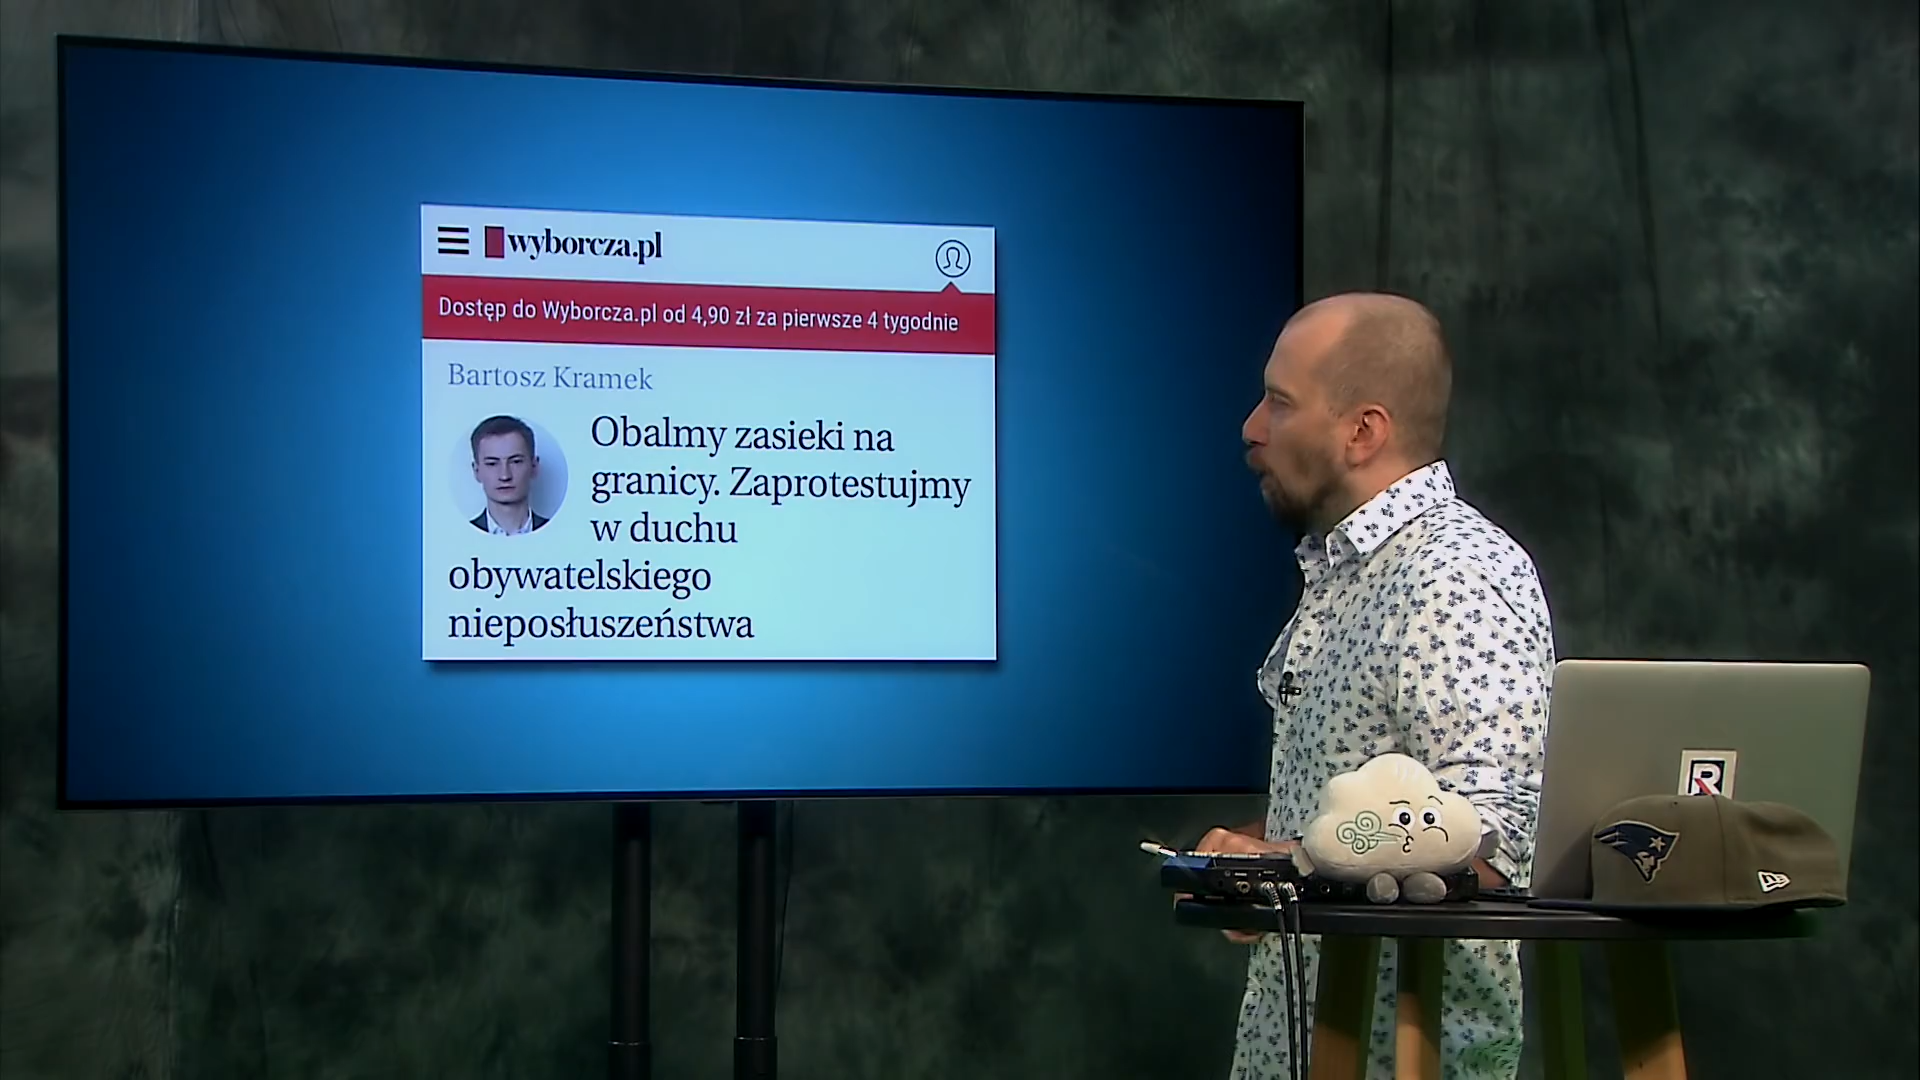 wyborcza.pl
Dostęp do Wyborcza.pl od 4,90 zł za pierwsze 4 tygodnie
Bartosz Kramek
Obalmy zasieki na
granicy. Zaprotestujmy
w duchu
obywatelskiego
nieposłuszeństwa
R